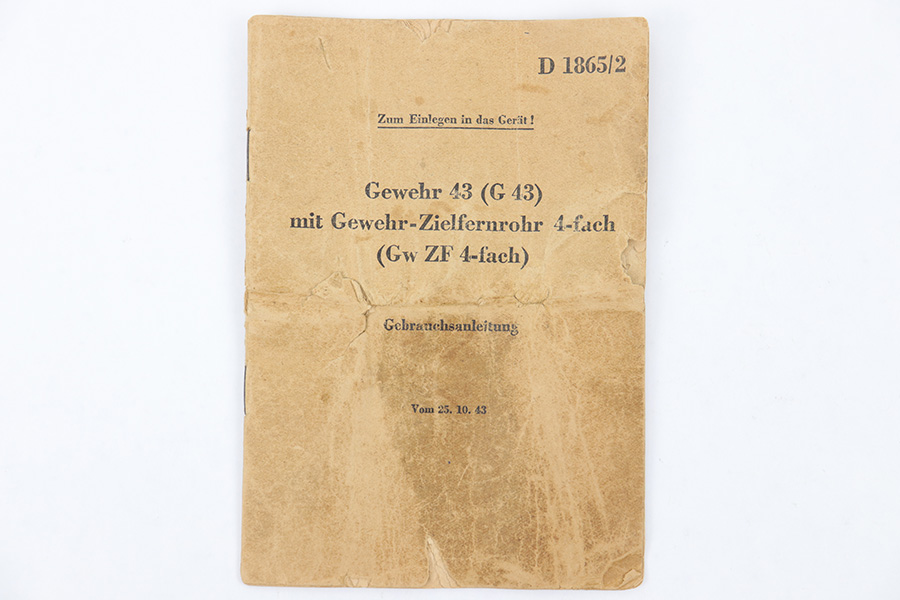 D 1865/2
Zum Einlegen in das Gerät!
Gewehr 43 (G 43)
mit Gewehr-Zielfernrohr 4-fach
(Gw ZF 4-fach)
Gebrauchsanleitung
Vom 25. 10. 43